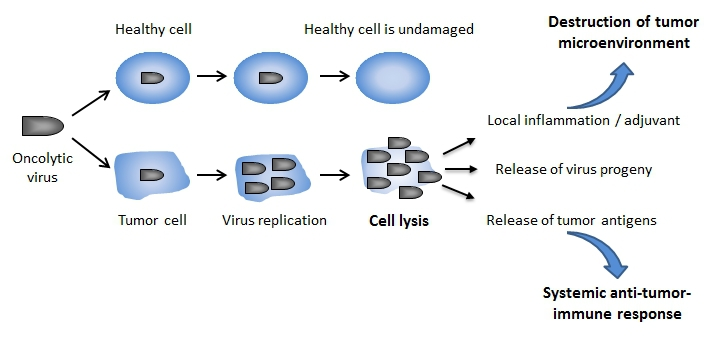 Healthy cell
Healthy cell is undamaged
Destruction of tumor
microenvironment
Oncolytic
virus
Local inflammation / adjuvant
Release of virus progeny
Tumor cell
Virus replication
Cell lysis
Release of tumor antigens
Systemic anti-tumor-
immune response